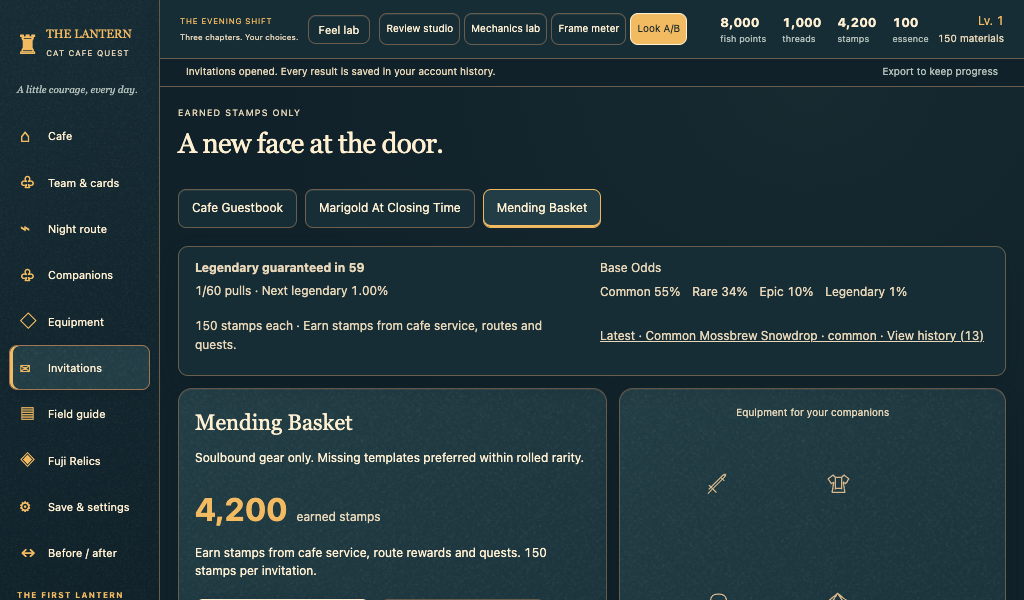 THE LANTERN
CAT CAFE QUEST
A little courage, every day.
Cafe
Team & cards
Night route
Companions
Equipment
Invitations
Field guide
Fuji Relics
Save & settings
Before / after
THE FIRST LANTERN
THE EVENING SHIFT
Three chapters. Your choices.
Feel lab
Review studio
Mechanics lab
Frame meter
Look A/B
8,000
fish points
1,000
threads
4,200
stamps
100
essence
Lv. 1
150 materials
Invitations opened. Every result is saved in your account history.
Export to keep progress
EARNED STAMPS ONLY
A new face at the door.
Cafe Guestbook
Marigold At Closing Time
Mending Basket
Legendary guaranteed in 59
1/60 pulls · Next legendary 1.00%
150 stamps each · Earn stamps from cafe service, routes and
quests.
Base Odds
Common 55% Rare 34% Epic 10% Legendary 1%
Latest · Common Mossbrew Snowdrop · common · View history (13)
Mending Basket
Soulbound gear only. Missing templates preferred within rolled rarity.
4,200 earned stamps
Earn stamps from cafe service, route rewards and quests. 150
stamps per invitation.
Equipment for your companions